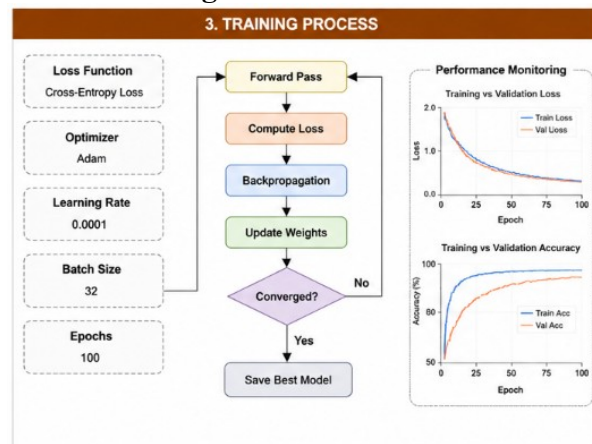 3. TRAINING PROCESS
Loss Function
Cross-Entropy Loss
Optimizer
Adam
Learning Rate
0.0001
Batch Size
32
Epochs
100
Forward Pass
Compute Loss
Backpropagation
Update Weights
Converged?
No
Yes
Save Best Model
Performance Monitoring
Training vs Validation Loss
2.0
1.0
0.0
Loss
Train Loss
Val Lioss
0
25
50
75
100
Epoch
Training vs Validation Accuracy
100
80
50
Accuracy (%)
Train Acc
Val Acc
0
25
50
75
100
Epoch